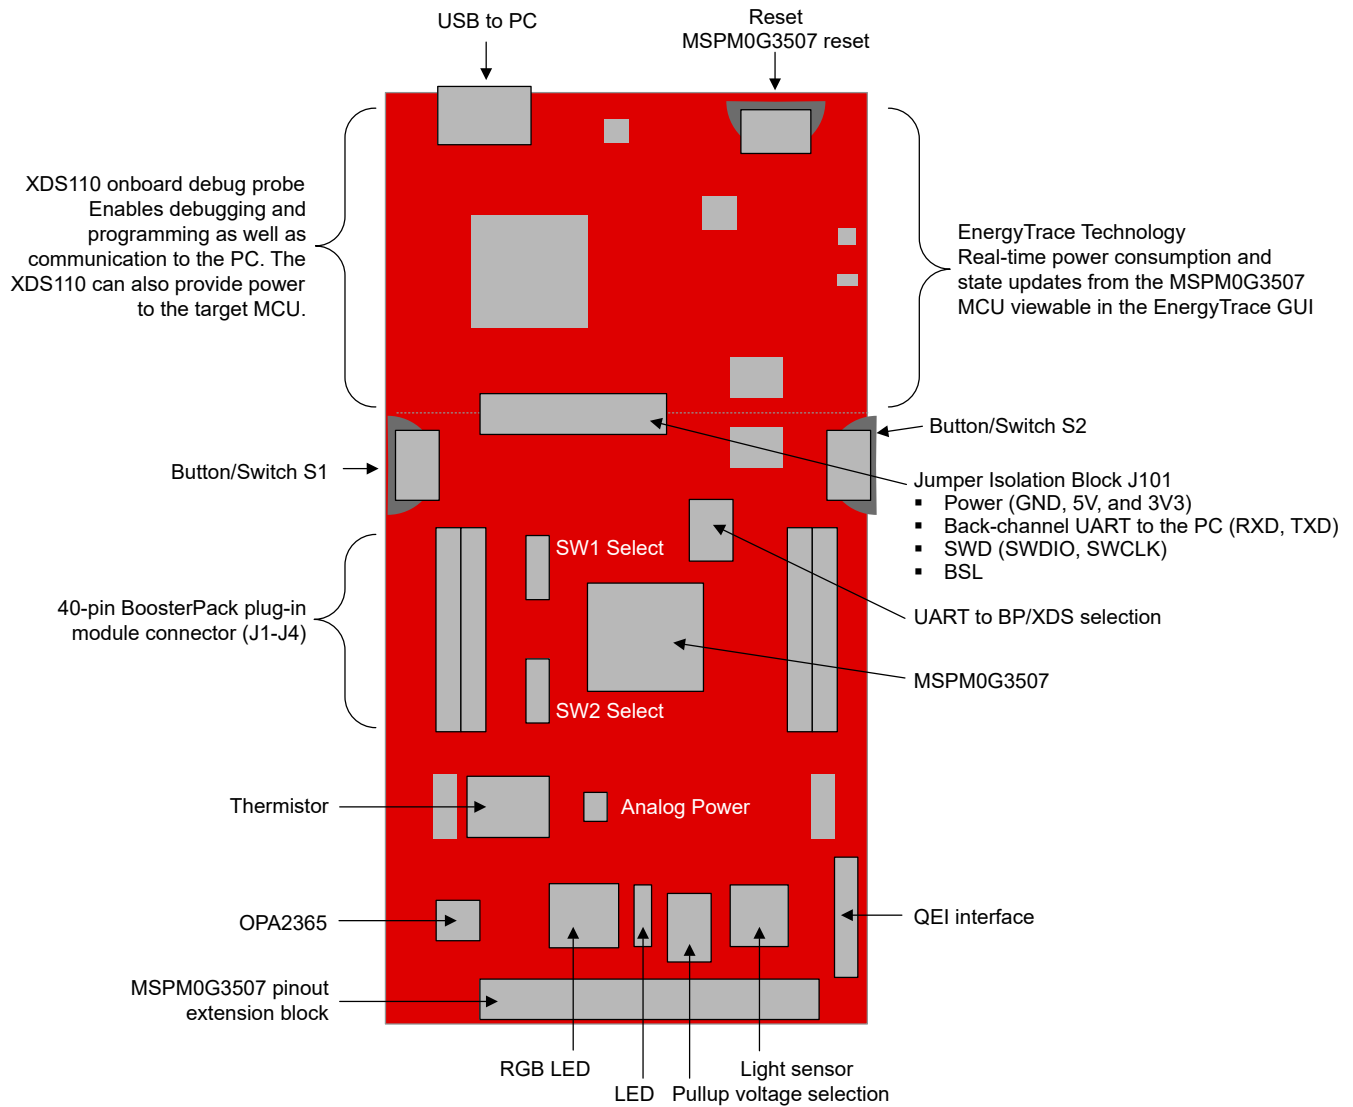 USB to PC
Reset
MSPM0G3507 reset
XDS110 onboard debug probe
Enables debugging and
programming as well as
communication to the PC. The
XDS110 can also provide power
to the target MCU.
EnergyTrace Technology
Real-time power consumption and
state updates from the MSPM0G3507
MCU viewable in the EnergyTrace GUI
Button/Switch S1
Button/Switch S2
Jumper Isolation Block J101
▪ Power (GND, 5V, and 3V3)
▪ Back-channel UART to the PC (RXD, TXD)
▪ SWD (SWDIO, SWCLK)
▪ BSL
SW1 Select
40-pin BoosterPack plug-in
module connector (J1-J4)
UART to BP/XDS selection
MSPM0G3507
SW2 Select
Thermistor
Analog Power
OPA2365
QEI interface
MSPM0G3507 pinout
extension block
RGB LED
LED
Light sensor
Pullup voltage selection